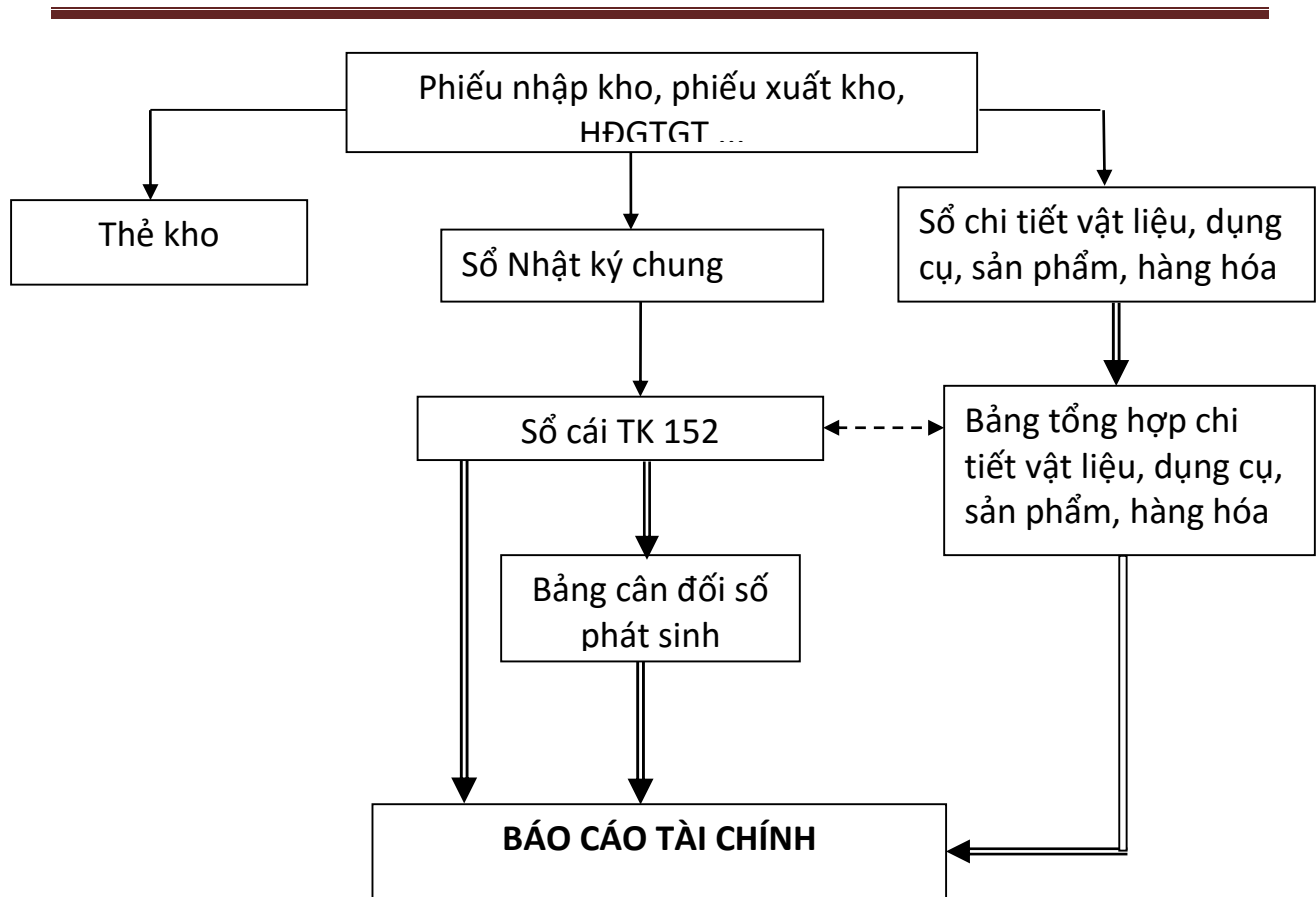 Phiếu nhập kho, phiếu xuất kho,
HĐGTGT ...
Thẻ kho
Sổ Nhật ký chung
Sổ chi tiết vật liệu, dụng
cụ, sản phẩm, hàng hóa
Sổ cái TK 152
Bảng tổng hợp chi
tiết vật liệu, dụng cụ,
sản phẩm, hàng hóa
Bảng cân đối số
phát sinh
BÁO CÁO TÀI CHÍNH